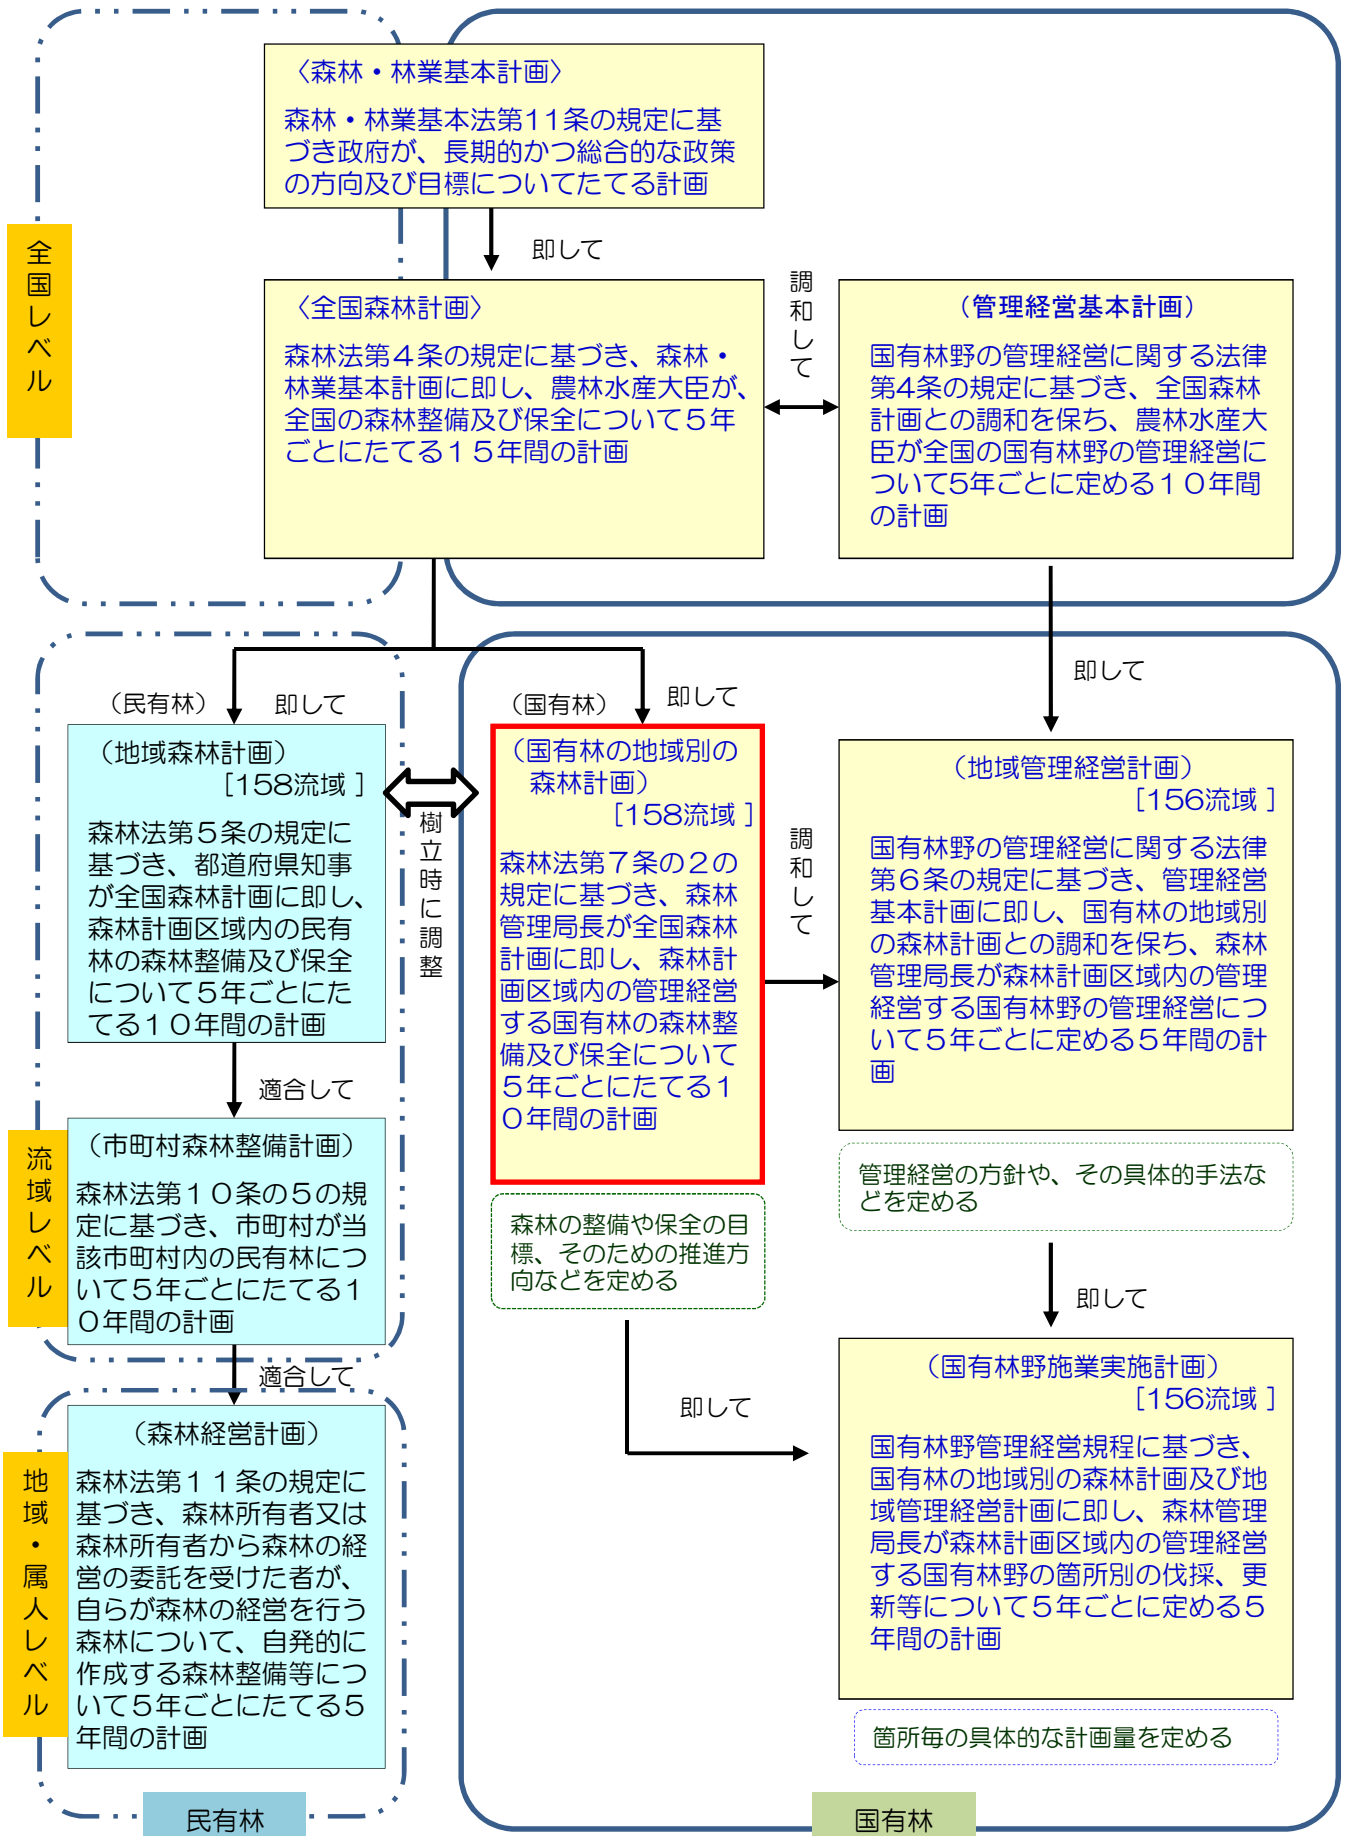 全国レベル
〈森林・林業基本計画〉
森林・林業基本法第11条の規定に基
づき政府が、長期的かつ総合的な政策
の方向及び目標についてたてる計画
即して
〈全国森林計画〉
森林法第４条の規定に基づき、森林・
林業基本計画に即し、農林水産大臣が、
全国の森林整備及び保全について５年
ごとにたてる１５年間の計画
調和して
（管理経営基本計画）
国有林野の管理経営に関する法律
第4条の規定に基づき、全国森林
計画との調和を保ち、農林水産大
臣が全国の国有林野の管理経営に
ついて5年ごとに定める１０年間
の計画
流域レベル
（民有林）
即して
（地域森林計画）
[158流域 ]
森林法第５条の規定に
基づき、都道府県知事
が全国森林計画に即し、
森林計画区域内の民有
林の森林整備及び保全
について５年ごとにた
てる１０年間の計画
適合して
（市町村森林整備計画）
森林法第１０条の５の規
定に基づき、市町村が当
該市町村内の民有林につ
いて５年ごとにたてる１
０年間の計画
適合して
樹立時に調整
（国有林）
即して
（国有林の地域別の
森林計画）
[158流域 ]
森林法第７条の２の
規定に基づき、森林
管理局長が全国森林
計画に即し、森林計
画区域内の管理経営
する国有林の森林整
備及び保全について
５年ごとにたてる１
０年間の計画
森林の整備や保全の目
標、そのための推進方
向などを定める
調和して
即して
（地域管理経営計画）
[156流域 ]
国有林野の管理経営に関する法律
第６条の規定に基づき、管理経営
基本計画に即し、国有林の地域別
の森林計画との調和を保ち、森林
管理局長が森林計画区域内の管理
経営する国有林野の管理経営につ
いて５年ごとに定める５年間の計
画
管理経営の方針や、その具体的手法な
どを定める
即して
即して
（国有林野施業実施計画）
[156流域 ]
国有林野管理経営規程に基づき、
国有林の地域別の森林計画及び地
域管理経営計画に即し、森林管理
局長が森林計画区域内の管理経営
する国有林野の箇所別の伐採、更
新等について５年ごとに定める５
年間の計画
箇所毎の具体的な計画量を定める
地域・属人レベル
（森林経営計画）
森林法第１１条の規定に
基づき、森林所有者又は
森林所有者から森林の経
営の委託を受けた者が、
自らが森林の経営を行う
森林について、自発的に
作成する森林整備等につ
いて５年ごとにたてる５
年間の計画
民有林
国有林